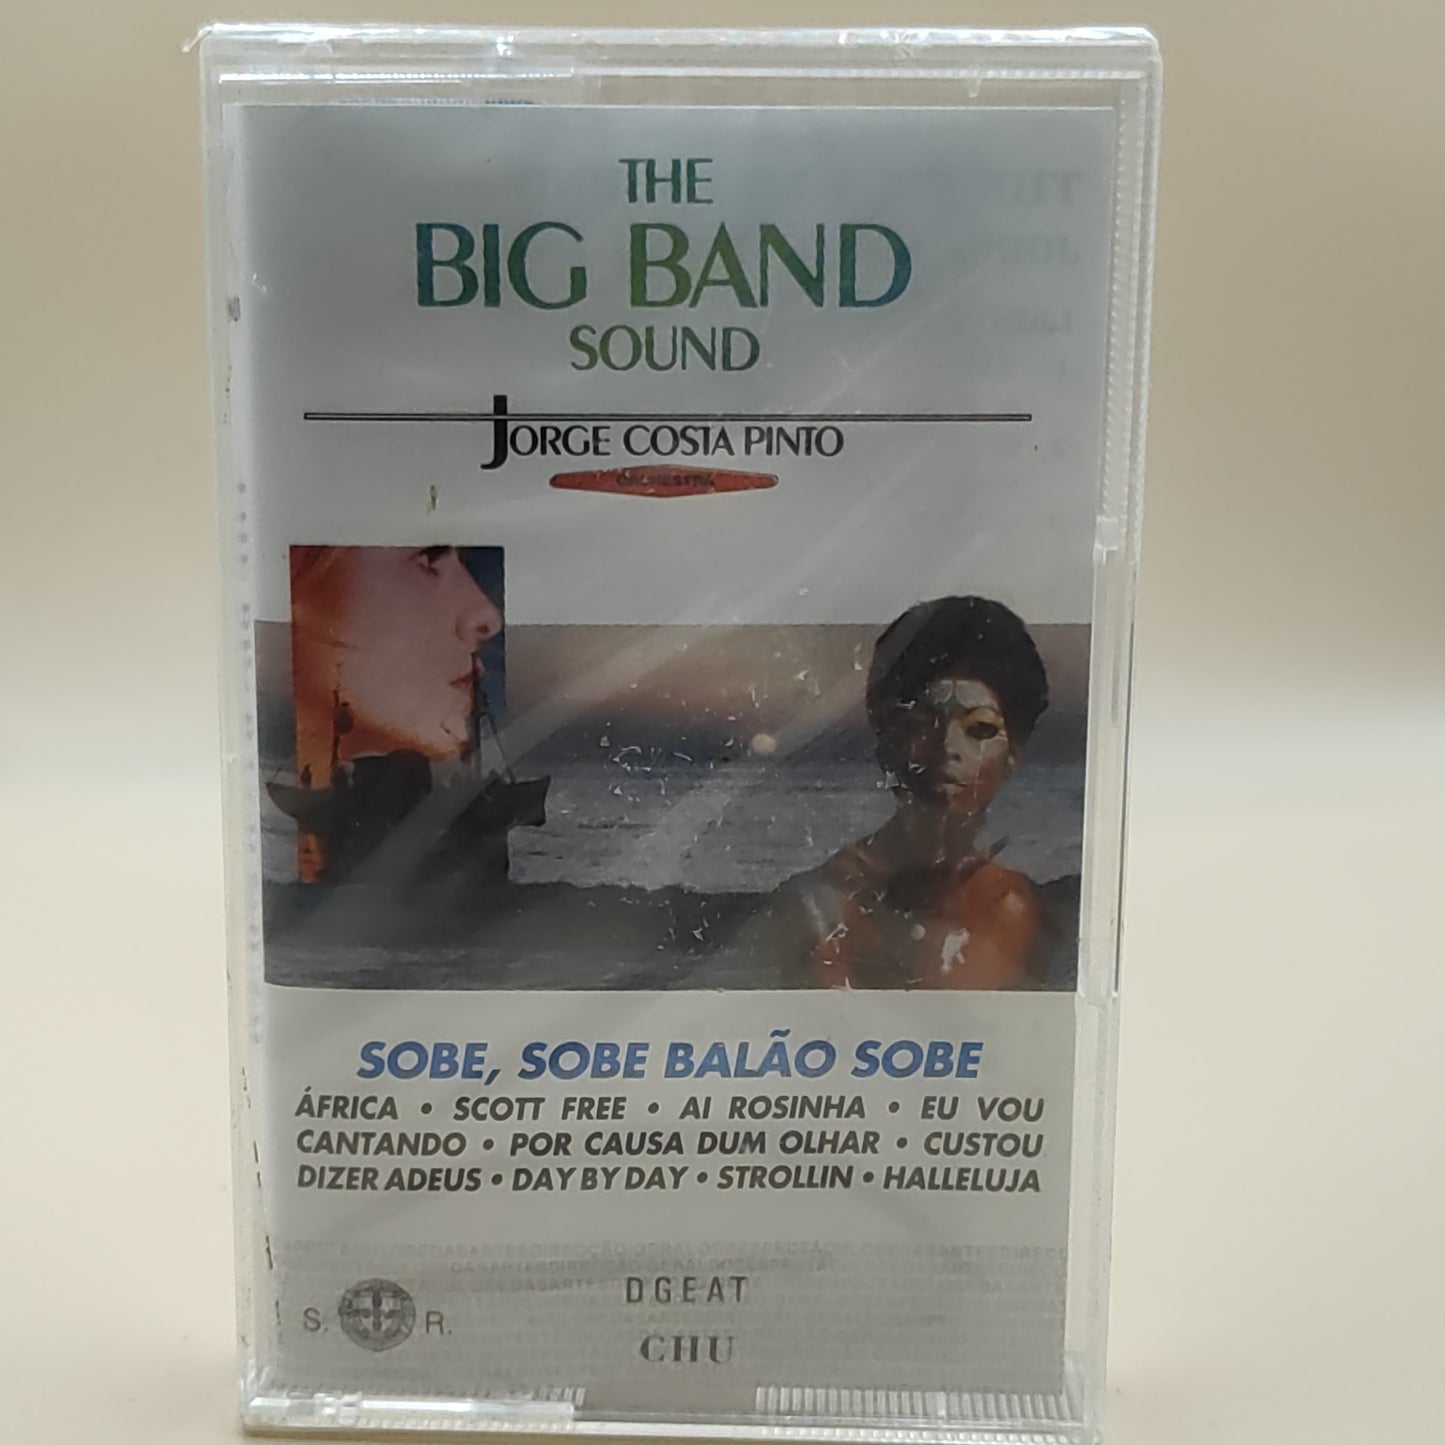 THE
BIG BAND
SOUND
JORGE COSTA PINTO
ORCHESTRA
SOBE, SOBE BALÃO SOBE
ÁFRICA • SCOTT FREE • AI ROSINHA • EU VOU
CANTANDO • POR CAUSA DUM OLHAR • CUSTOU
DIZER ADEUS • DAY BY DAY • STROLLIN • HALLELUJA
DGEAT
S. R.
CHU